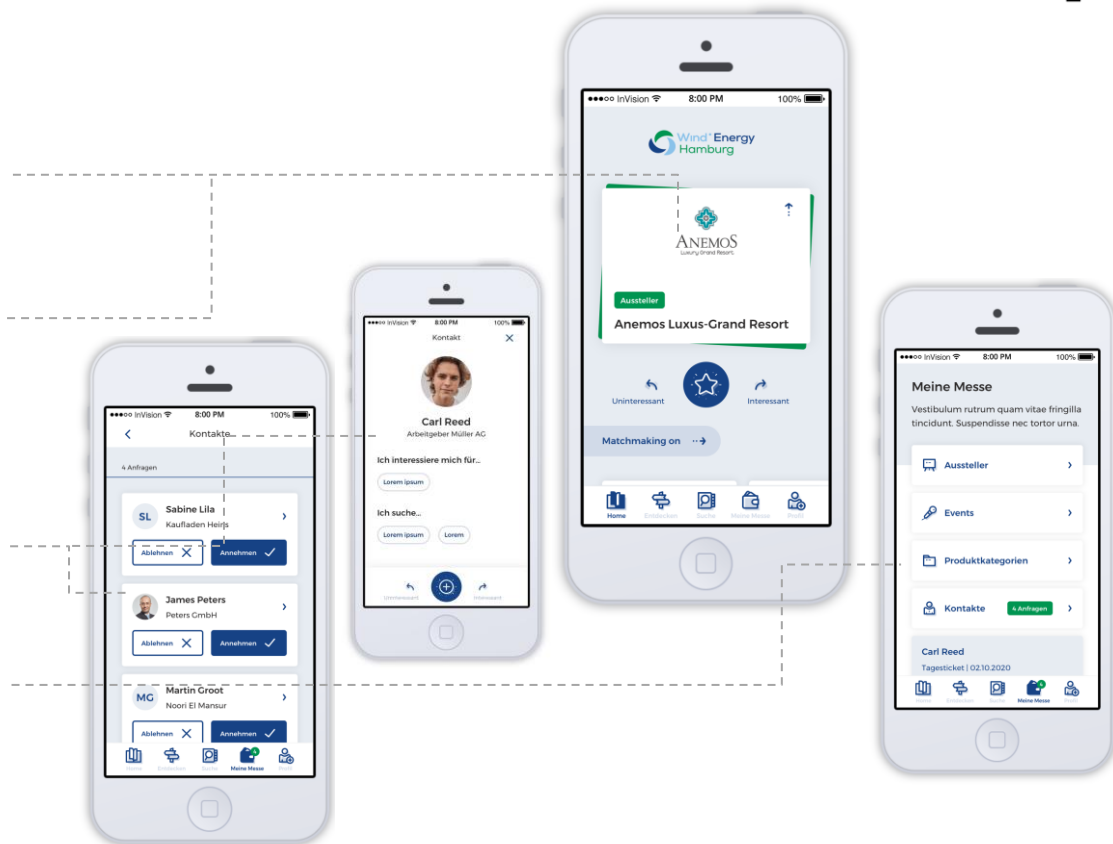 InVision
8:00 PM
100%
Kontakte
4 Anfragen
SL
Sabine Lila
Kaufladen Heinis
Ablehnen
Annehmen
James Peters
Peters GmbH
Ablehnen
Annehmen
MG
Martin Groot
Noori El Mansur
Ablehnen
Annehmen
Home
Entdecken
Suche
Meine Messe
4
Profil
InVision
8:00 PM
100%
Kontakt
Carl Reed
Arbeitgeber Müller AG
Ich interessiere mich für...
Lorem ipsum
Ich suche...
Lorem ipsum
Lorem
Uninteressant
Interessant
InVision
8:00 PM
100%
Wind Energy
Hamburg
ANEMOS
Luxury Grand Resort
Aussteller
Anemos Luxus-Grand Resort
Uninteressant
Interessant
Matchmaking on
Home
Entdecken
Suche
Meine Messe
Profil
InVision
8:00 PM
100%
Meine Messe
Vestibulum rutrum quam vitae fringilla
tincidunt. Suspendisse nec tortor urna.
Aussteller
Events
Produktkategorien
Kontakte
4 Anfragen
Carl Reed
Tagesticket | 02.10.2020
Home
Entdecken
Suche
Meine Messe
4
Profil